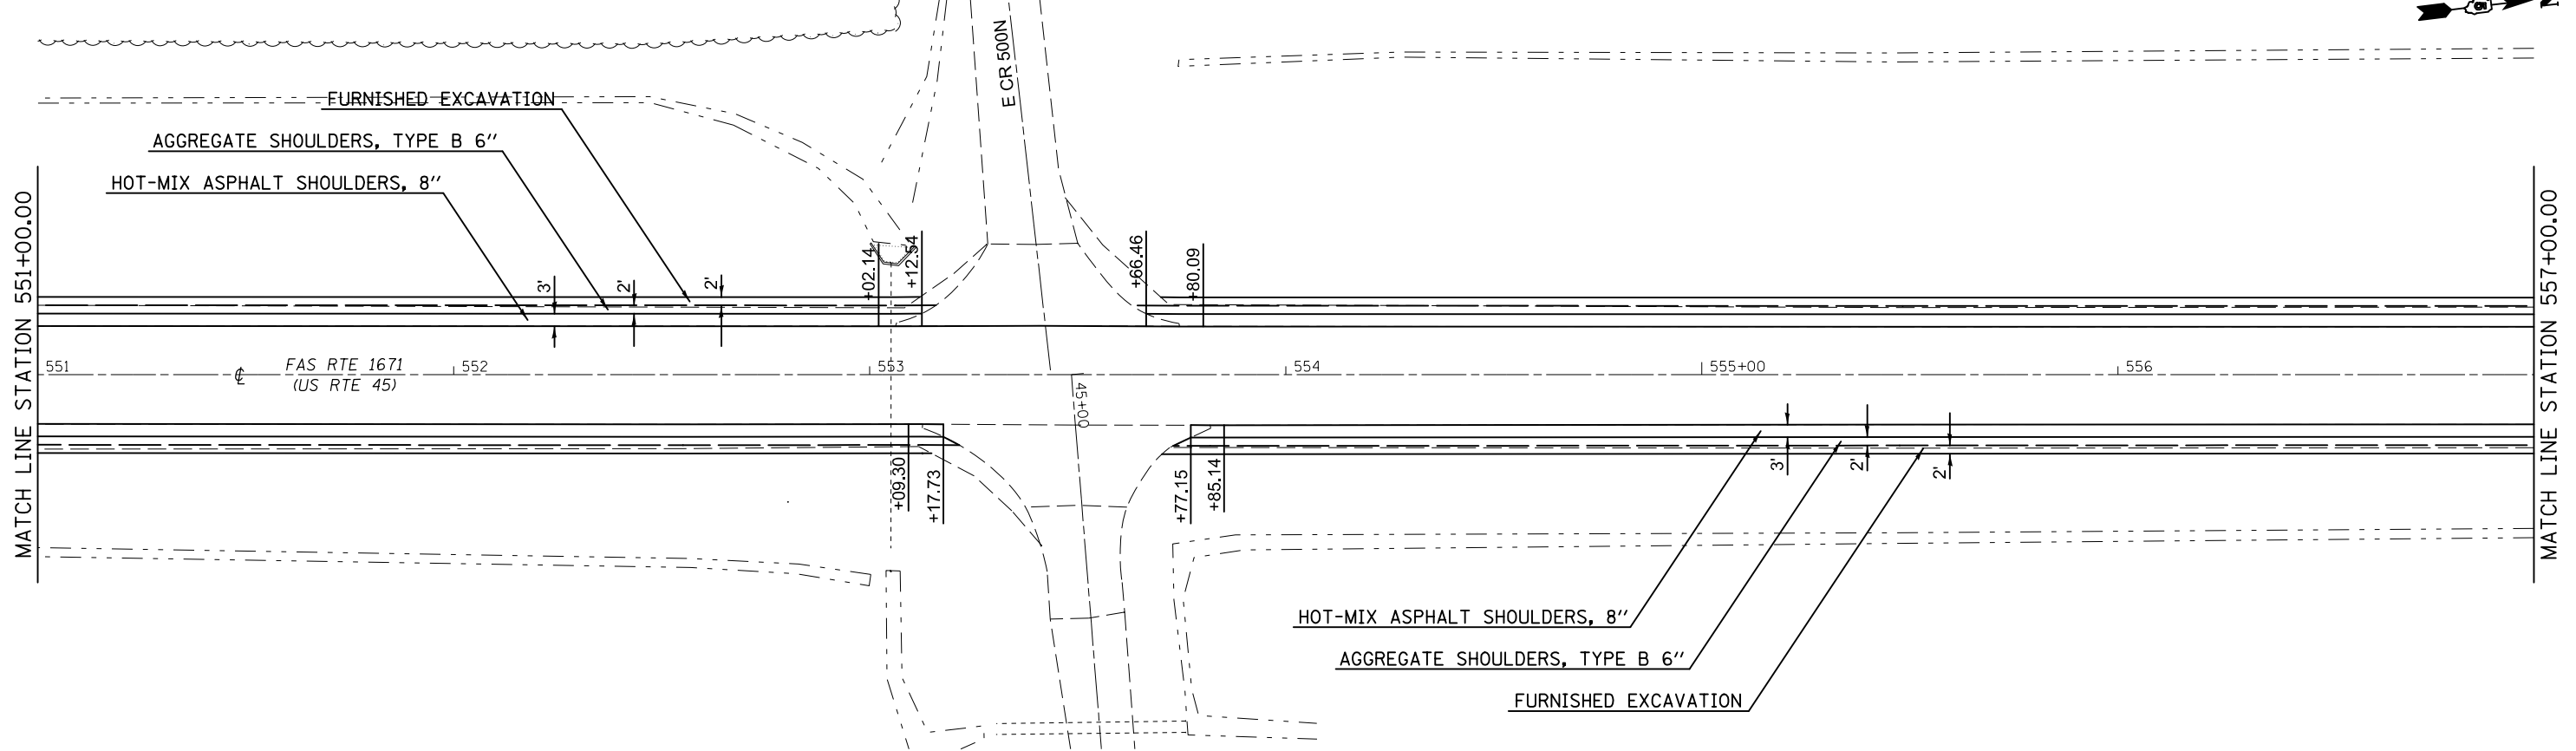 E CR 500N
FURNISHED EXCAVATION
AGGREGATE SHOULDERS, TYPE B 6"
HOT-MIX ASPHALT SHOULDERS, 8"
MATCH LINE STATION 551+00.00
MATCH LINE STATION 557+00.00
3'
2'
2'
+02.14
+12.54
+66.46
+80.09
551
℄
FAS RTE 1671
(US RTE 45)
552
553
554
555+00
556
45+00
+09.30
+17.73
+77.15
+85.14
3'
2'
2'
HOT-MIX ASPHALT SHOULDERS, 8"
AGGREGATE SHOULDERS, TYPE B 6"
FURNISHED EXCAVATION